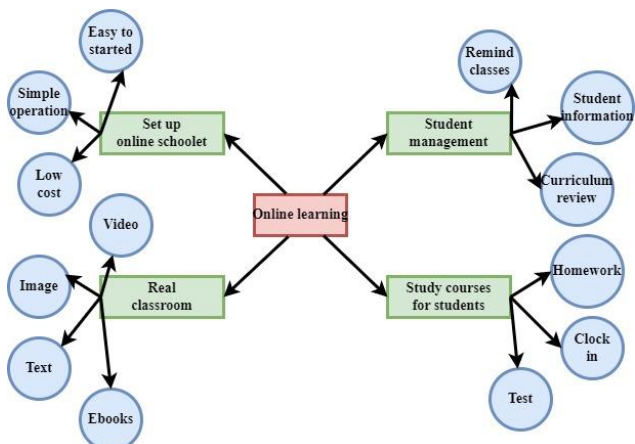 Easy to
started
Simple
operation
Low
cost
Set up
online schoolet
Remind
classes
Student
information
Curriculum
review
Student
management
Online learning
Video
Image
Text
Ebooks
Real
classroom
Study courses
for students
Homework
Clock
in
Test